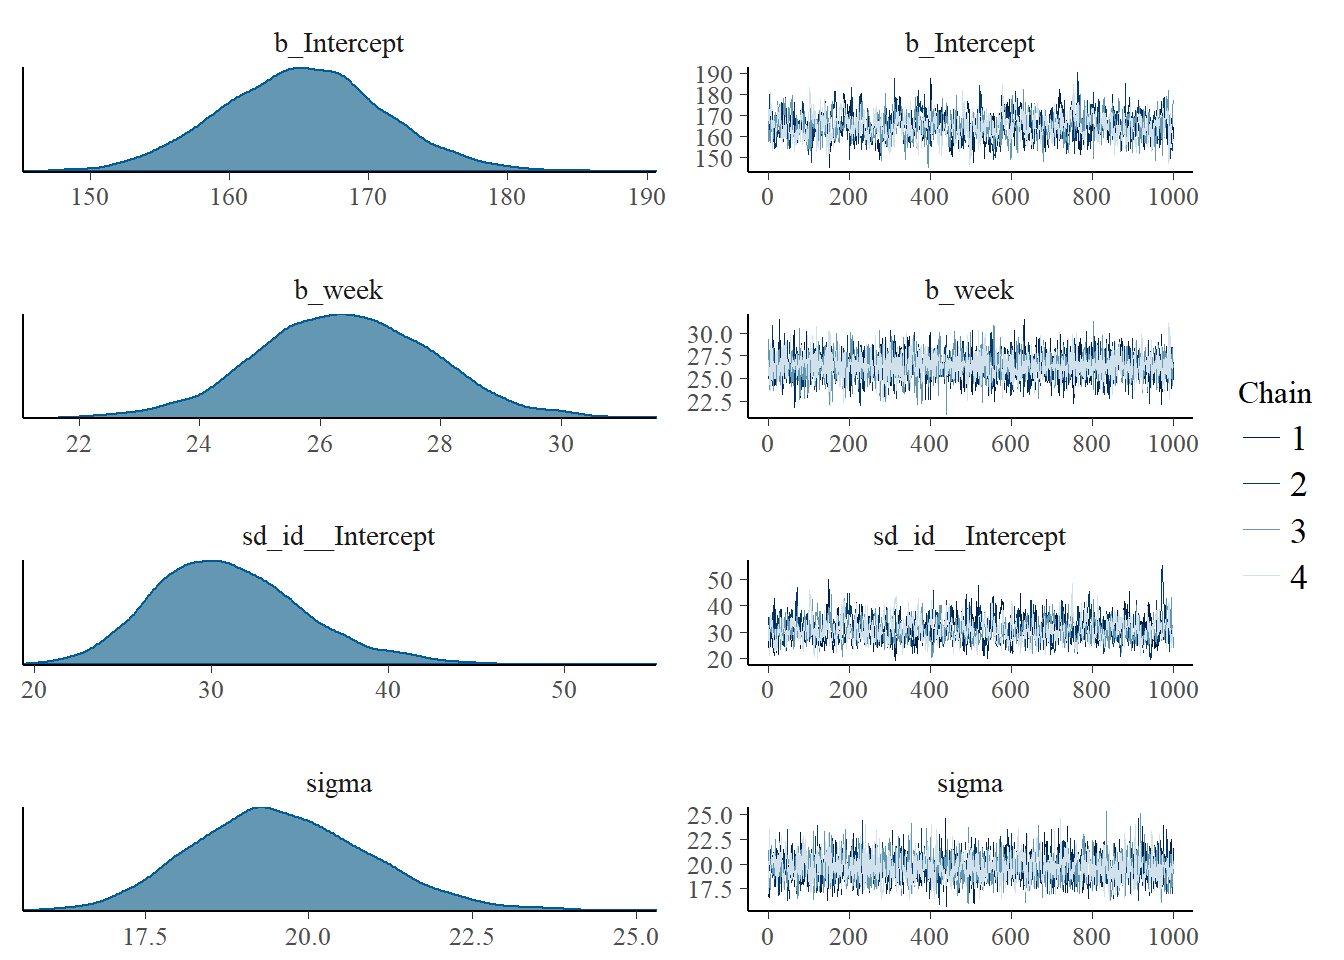 b_Intercept
150 160 170 180 190
b_Intercept
190
180
170
160
150
0 200 400 600 800 1000
b_week
22 24 26 28 30
b_week
30.0
27.5
25.0
22.5
0 200 400 600 800 1000
sd_id__Intercept
20 30 40 50
sd_id__Intercept
50
40
30
20
0 200 400 600 800 1000
sigma
17.5 20.0 22.5 25.0
sigma
25.0
22.5
20.0
17.5
0 200 400 600 800 1000
Chain
1
2
3
4